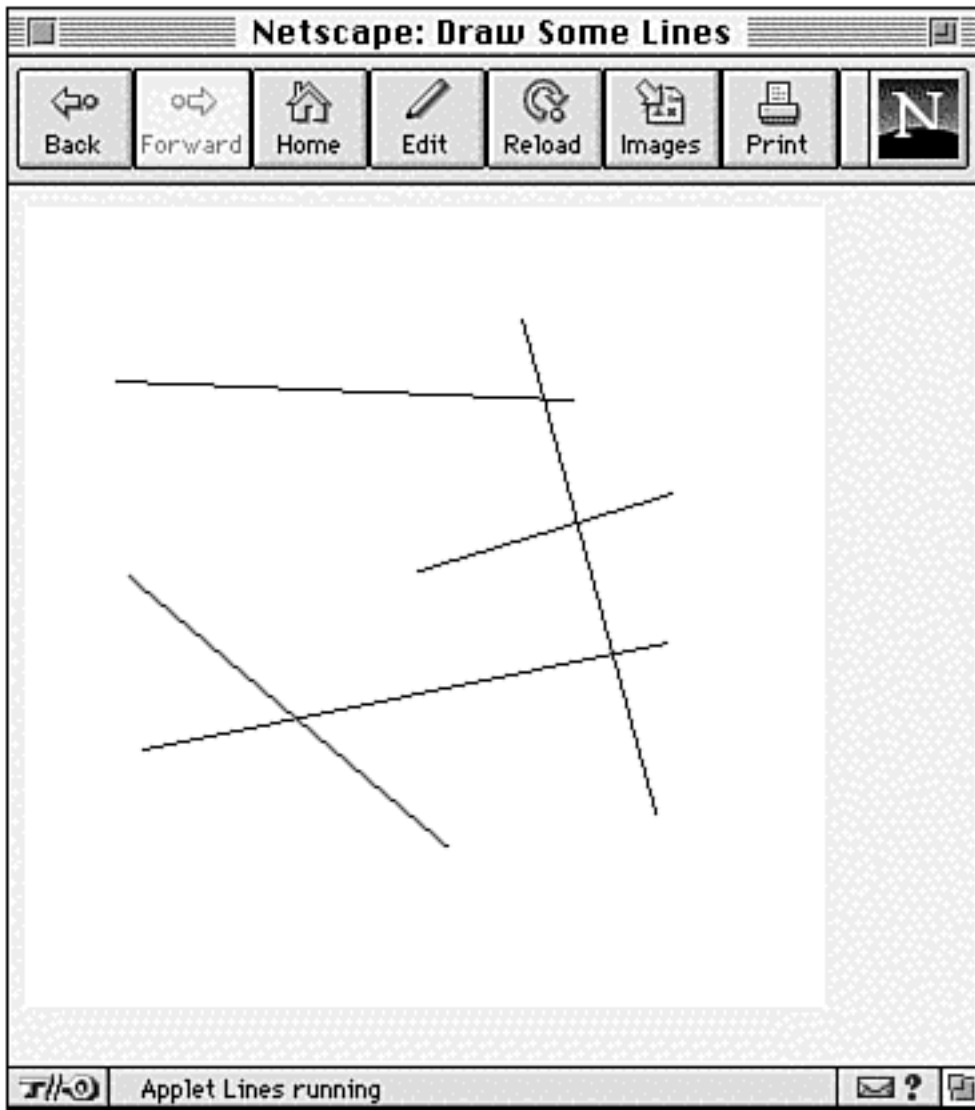 Netscape: Draw Some Lines
Back Forward Home Edit Reload Images Print
N
Applet Lines running
?